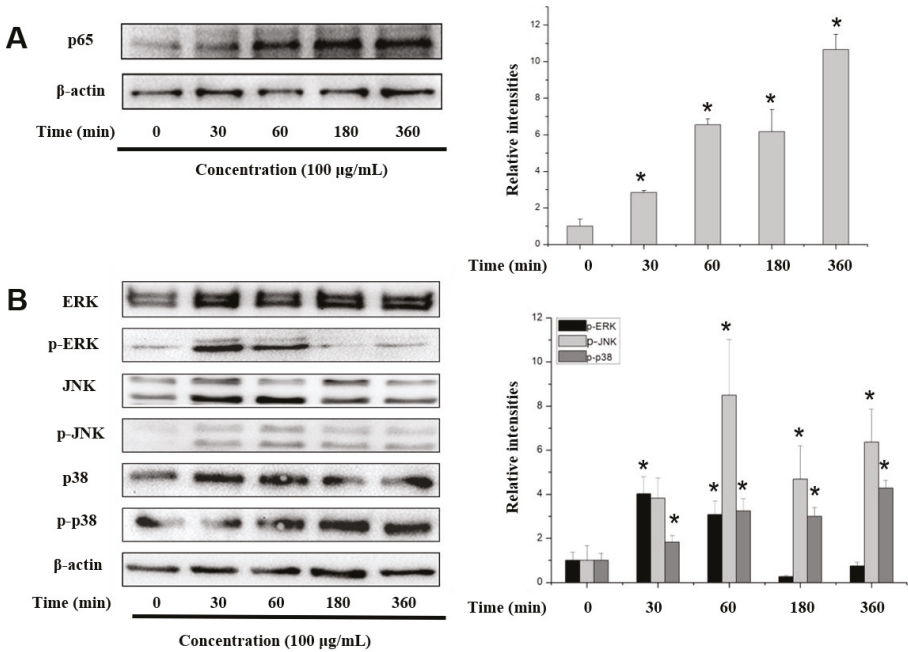 A
p65
β-actin
Time (min) 0 30 60 180 360
Concentration (100 μg/mL)
Relative intensities
12
10
8
6
4
2
0
* * * *
Time (min) 0 30 60 180 360
B
ERK
p-ERK
JNK
p-JNK
p38
p-p38
β-actin
Time (min) 0 30 60 180 360
Concentration (100 μg/mL)
Relative intensities
12
10
8
6
4
2
0
p-ERK
p-JNK
p-p38
* * * * * * * * *
Time (min) 0 30 60 180 360